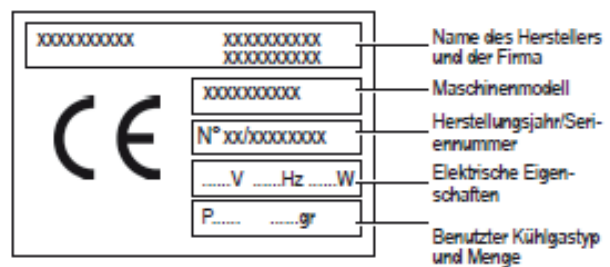 XXXXXXXXXX XXXXXXXXXX
XXXXXXXXXX
XXXXXXXXXX
N° xx/xxxxxxxx
......V ......Hz ......W
P...... ......gr
CE
Name des Herstellers
und der Firma
Maschinenmodell
Herstellungsjahr/Seri-
ennummer
Elektrische Eigen-
schaften
Benutzter Kühlgastyp
und Menge